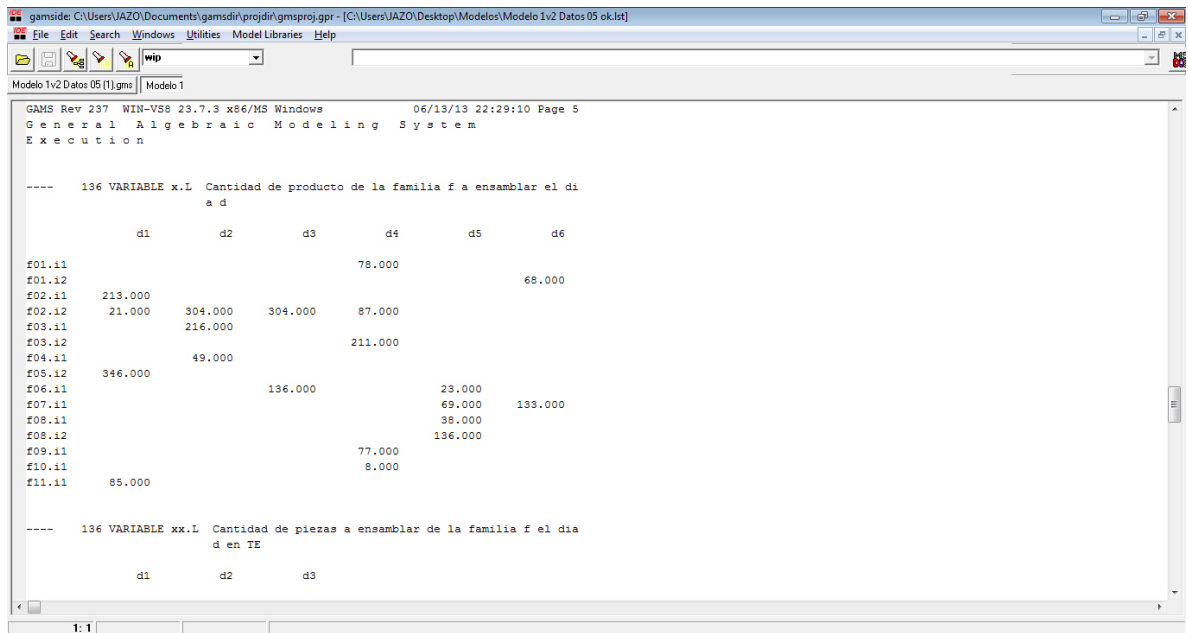 IDE gamside: C:\Users\JAZO\Documents\gamsdir\projdir\gmsproj.gpr - [C:\Users\JAZO\Desktop\Modelos\Modelo 1v2 Datos 05 ok.lst]
IDE File Edit Search Windows Utilities Model Libraries Help
wip
Modelo 1v2 Datos 05 (1).gms Modelo 1
GAMS Rev 237 WIN-VS8 23.7.3 x86/MS Windows 06/13/13 22:29:10 Page 5
G e n e r a l A l g e b r a i c M o d e l i n g S y s t e m
E x e c u t i o n
---- 136 VARIABLE x.L Cantidad de producto de la familia f a ensamblar el di
a d
d1 d2 d3 d4 d5 d6
f01.i1 78.000
f01.i2 68.000
f02.i1 213.000
f02.i2 21.000 304.000 304.000 87.000
f03.i1 216.000
f03.i2 211.000
f04.i1 49.000
f05.i2 346.000
f06.i1 136.000 23.000
f07.i1 69.000 133.000
f08.i1 38.000
f08.i2 136.000
f09.i1 77.000
f10.i1 8.000
f11.i1 85.000
---- 136 VARIABLE xx.L Cantidad de piezas a ensamblar de la familia f el dia
d en TE
d1 d2 d3
1: 1